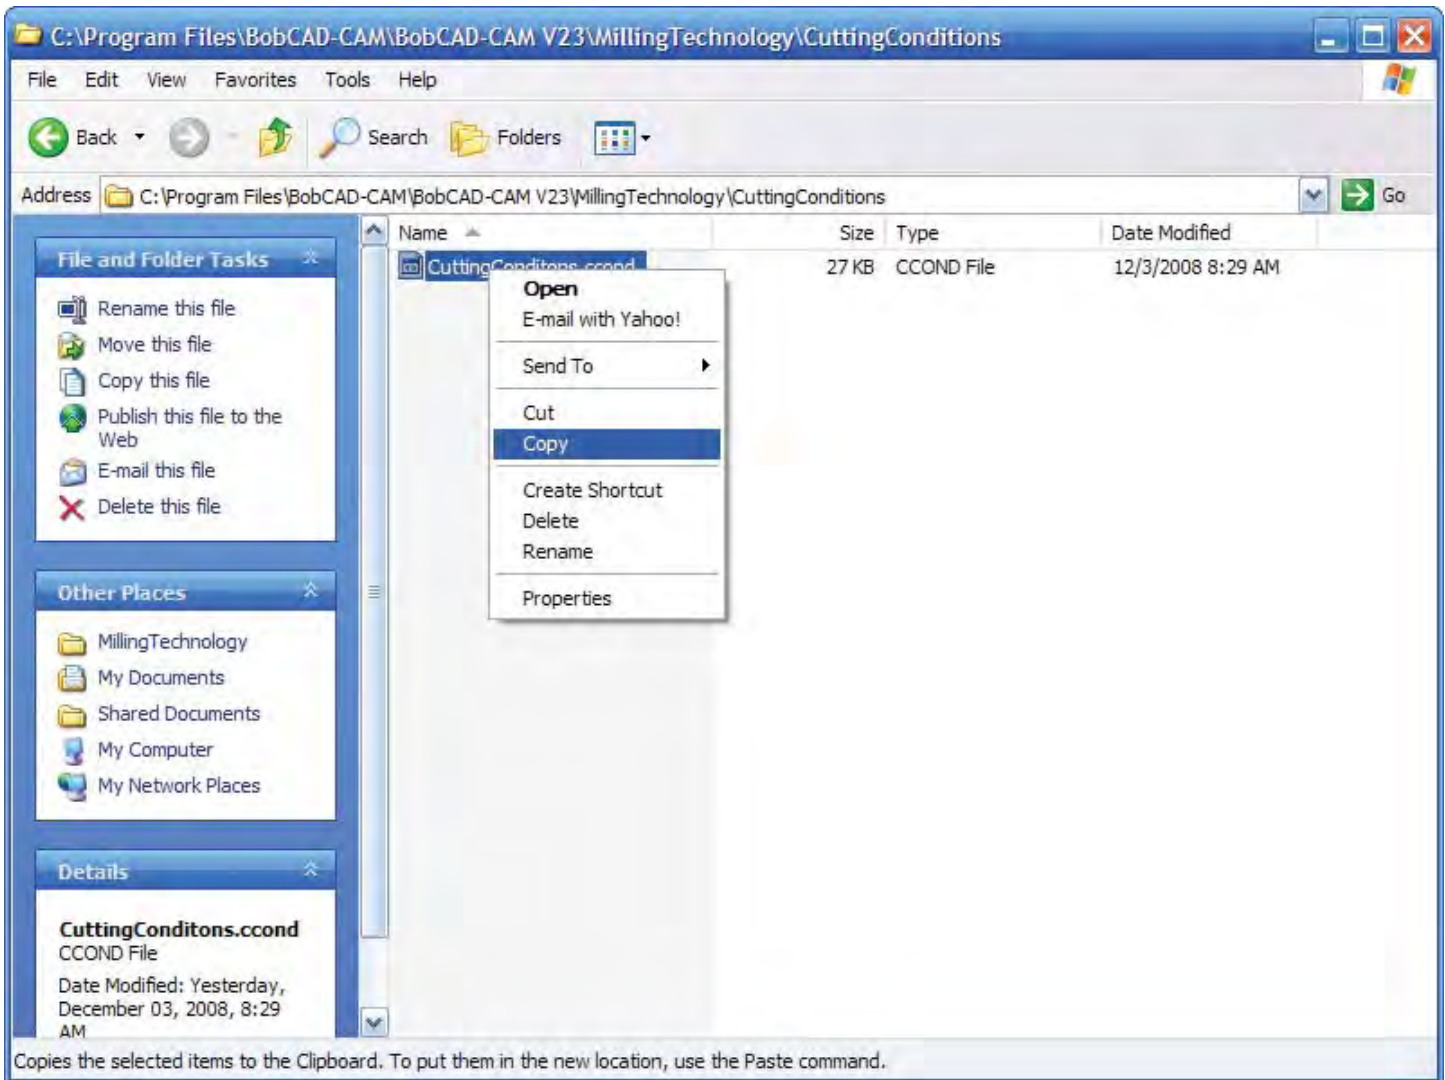 C:\Program Files\BobCAD-CAM\BobCAD-CAM V23\MillingTechnology\CuttingConditions
File Edit View Favorites Tools Help
Back Search Folders
Address C:\Program Files\BobCAD-CAM\BobCAD-CAM V23\MillingTechnology\CuttingConditions Go
Name Size Type Date Modified
CuttingConditons.ccond 27 KB CCOND File 12/3/2008 8:29 AM
File and Folder Tasks
Rename this file
Move this file
Copy this file
Publish this file to the
Web
E-mail this file
Delete this file
Other Places
MillingTechnology
My Documents
Shared Documents
My Computer
My Network Places
Details
CuttingConditons.ccond
CCOND File
Date Modified: Yesterday,
December 03, 2008, 8:29
AM
Open
E-mail with Yahoo!
Send To
Cut
Copy
Create Shortcut
Delete
Rename
Properties
Copies the selected items to the Clipboard. To put them in the new location, use the Paste command.